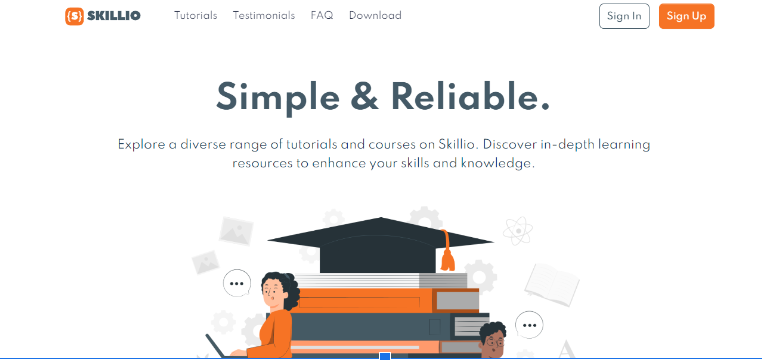 {S} SKILLIO
Tutorials Testimonials FAQ Download
Sign In Sign Up
Simple & Reliable.
Explore a diverse range of tutorials and courses on Skillio. Discover in-depth learning
resources to enhance your skills and knowledge.
A